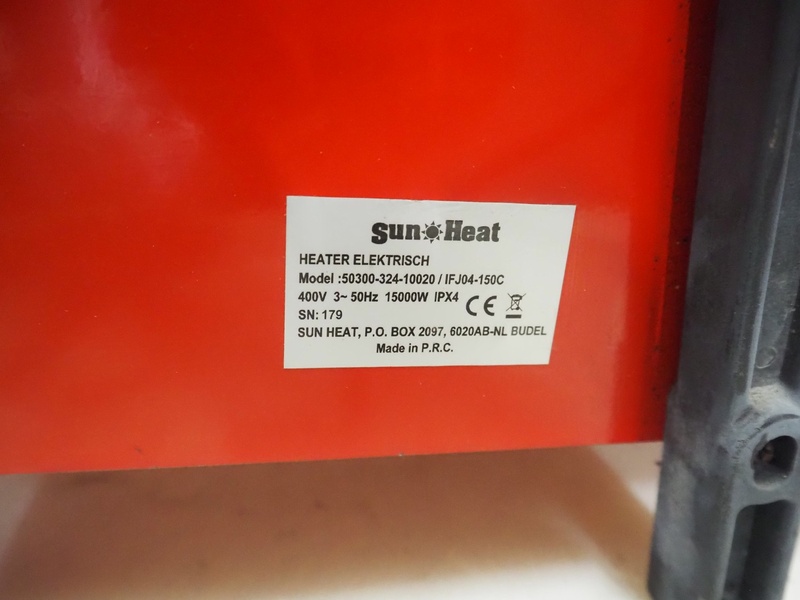 Sun Heat
HEATER ELEKTRISCH
Model :50300-324-10020 / IFJ04-150C
400V 3~ 50Hz 15000W IPX4 CE
SN: 179
SUN HEAT, P.O. BOX 2097, 6020AB-NL BUDEL
Made in P.R.C.